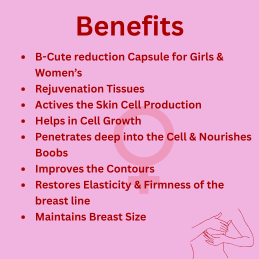 Benefits
• B-Cute reduction Capsule for Girls &
Women's
• Rejuvenation Tissues
• Actives the Skin Cell Production
• Helps in Cell Growth
• Penetrates deep into the Cell & Nourishes
Boobs
• Improves the Contours
• Restores Elasticity & Firmness of the
breast line
• Maintains Breast Size